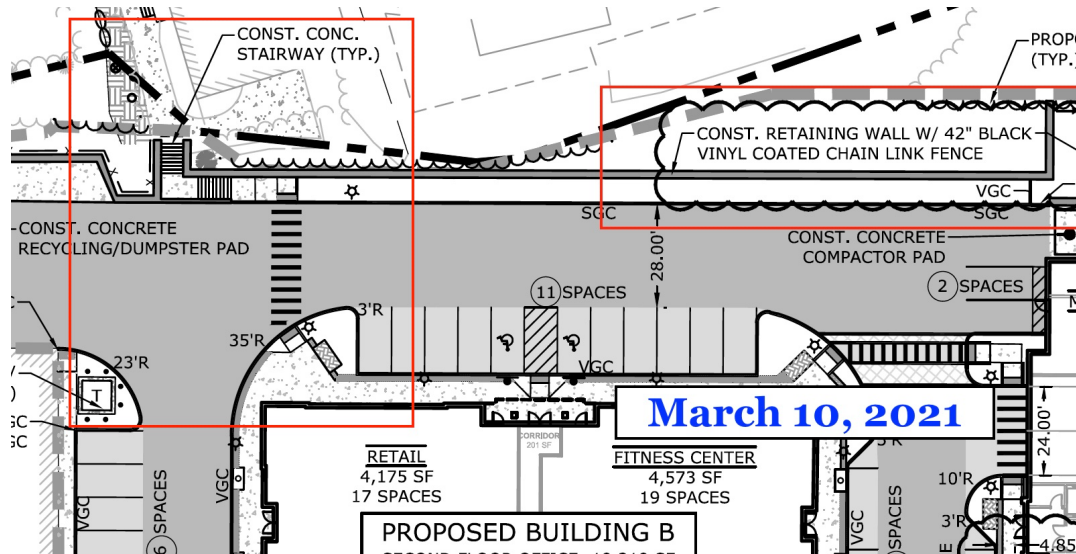 CONST. CONC.
STAIRWAY (TYP.)
(TYP.)
CONST. RETAINING WALL W/ 42" BLACK
VINYL COATED CHAIN LINK FENCE
VGC
SGC
SGC
CONST. CONCRETE
RECYCLING/DUMPSTER PAD
CONST. CONCRETE
COMPACTOR PAD
28.00'
11 SPACES
2 SPACES
3'R
35'R
23'R
T
VGC
March 10, 2021
CORRIDOR
201 SF
RETAIL
4,175 SF
17 SPACES
FITNESS CENTER
4,573 SF
19 SPACES
24.00'
10'R
3'R
VGC
VGC
VGC
SPACES
SPACES
PROPOSED BUILDING B